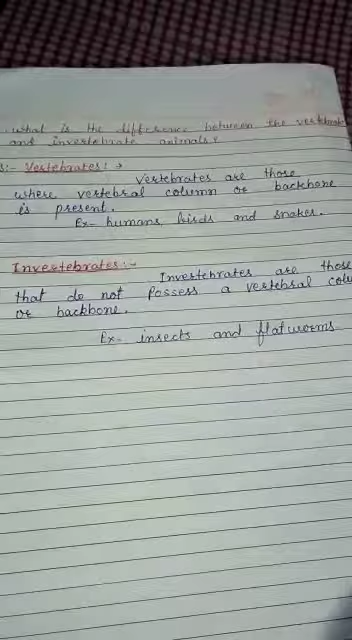 what is the difference between the vertebrate
and invertebrate animals?
:- Vertebrates: →
Vertebrates are those
where vertebral column or backbone
is present.
Ex- humans, birds and snakes.
Invertebrates:-
Invertebrates are those
that do not Possess a vertebral colu
or backbone.
Ex- insects and flatworms